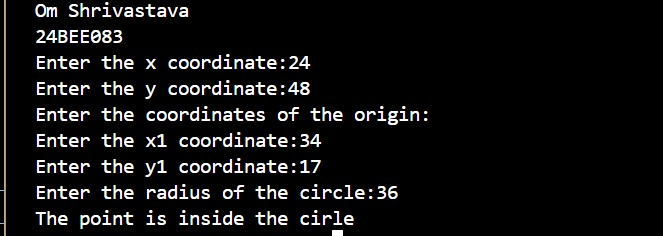 Om Shrivastava
24BEE083
Enter the x coordinate:24
Enter the y coordinate:48
Enter the coordinates of the origin:
Enter the x1 coordinate:34
Enter the y1 coordinate:17
Enter the radius of the circle:36
The point is inside the cirle